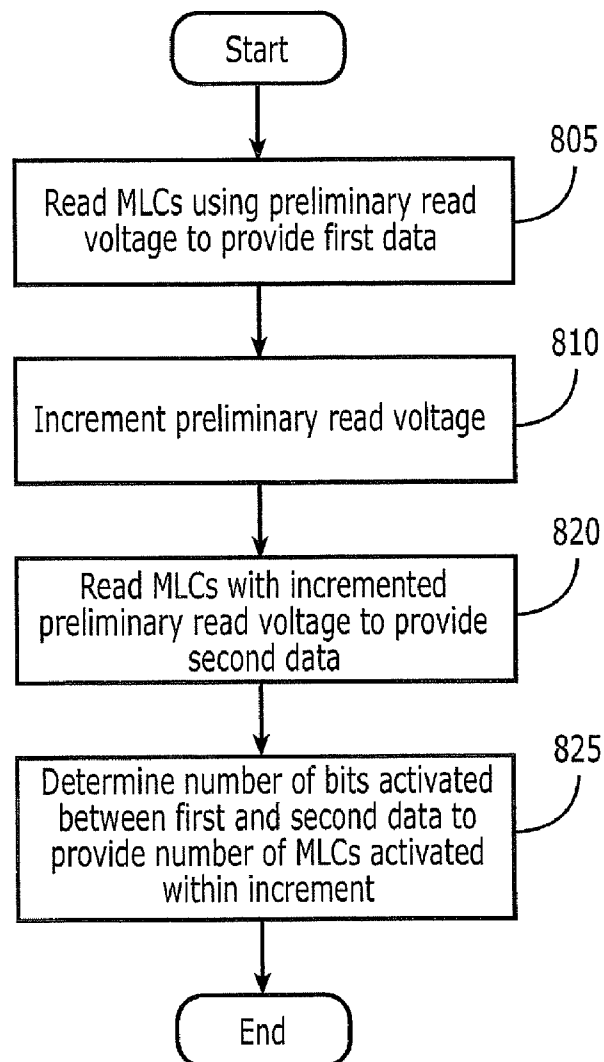 Start
805
Read MLCs using preliminary read
voltage to provide first data
810
Increment preliminary read voltage
820
Read MLCs with incremented
preliminary read voltage to provide
second data
825
Determine number of bits activated
between first and second data to
provide number of MLCs activated
within increment
End